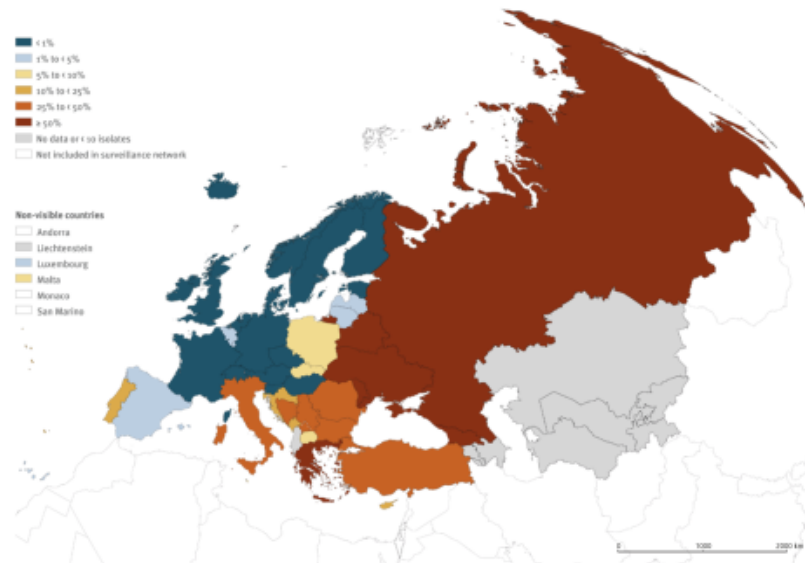 < 1%
1% to < 5%
5% to < 10%
10% to < 25%
25% to < 50%
≥ 50%
No data or < 10 isolates
Not included in surveillance network
Non-visible countries
Andorra
Liechtenstein
Luxembourg
Malta
Monaco
San Marino
0 1000 2000 km